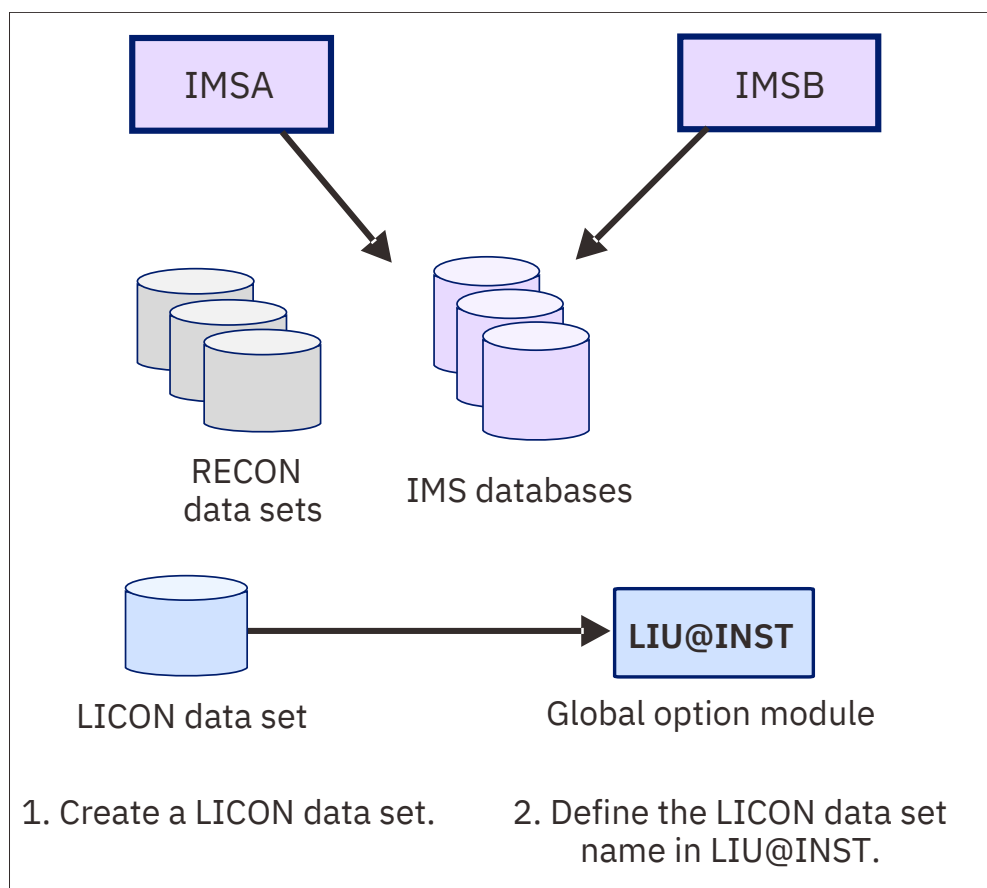 IMSA
IMSB
RECON
data sets
IMS databases
LIU@INST
LICON data set
Global option module
1. Create a LICON data set.
2. Define the LICON data set
name in LIU@INST.